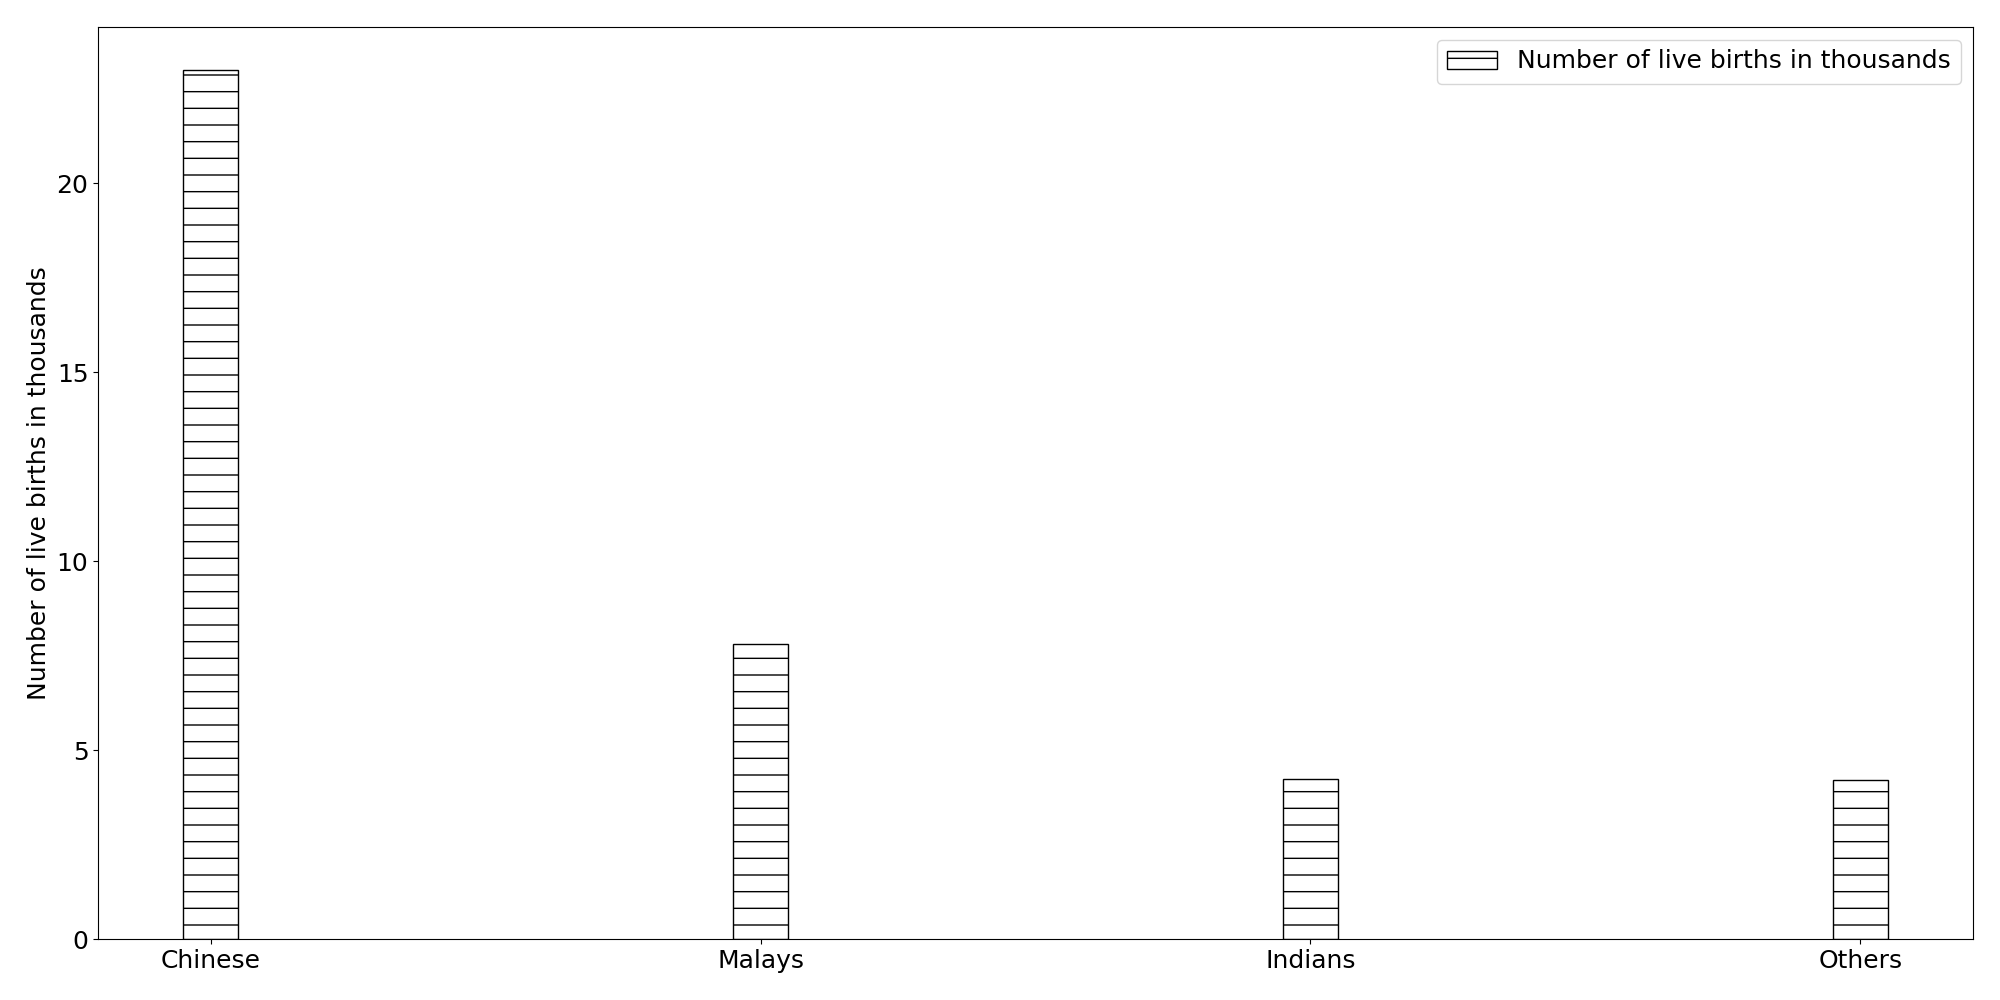 Number of live births in thousands
Number of live births in thousands
20
15
10
5
0
Chinese Malays Indians Others